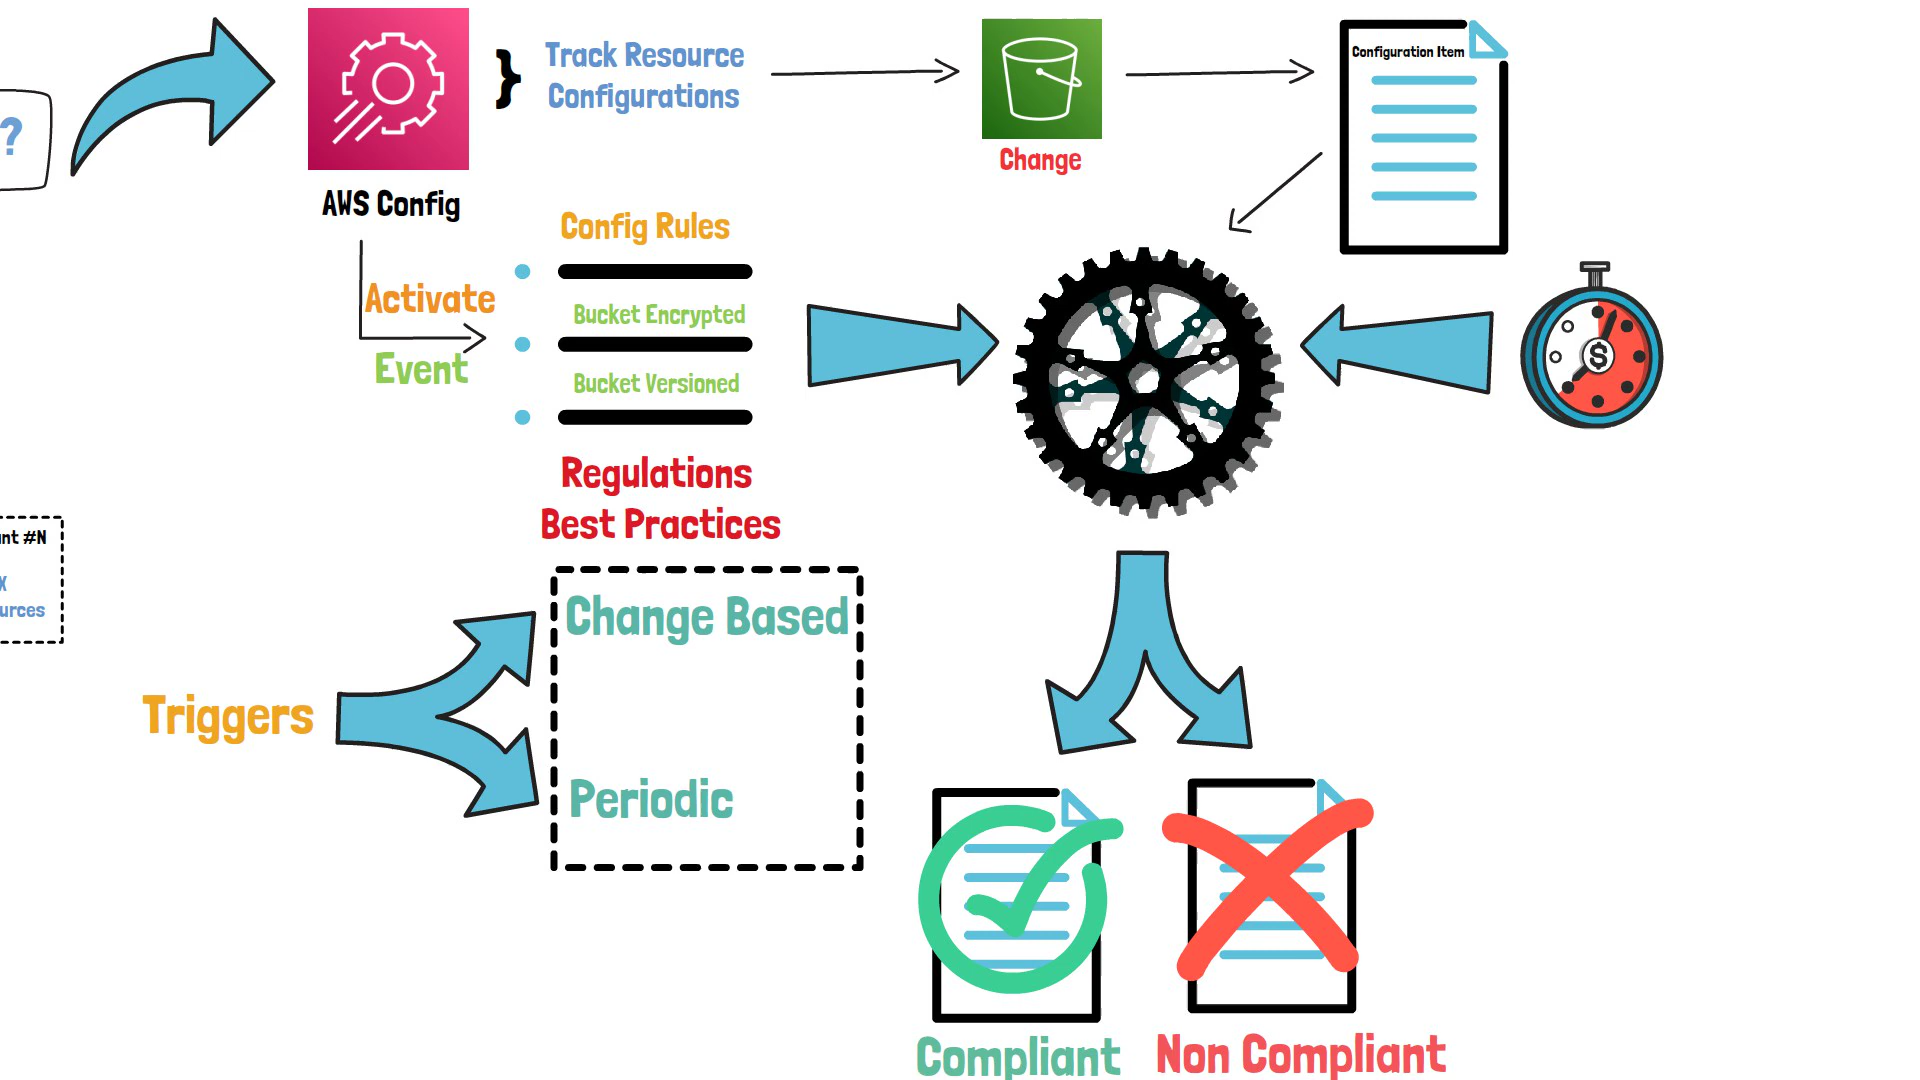 ?
AWS Config
}
Track Resource
Configurations
Change
Configuration Item
Config Rules
Activate
Event
Bucket Encrypted
Bucket Versioned
Regulations
Best Practices
#N
Triggers
Change Based
Periodic
$
Compliant
Non Compliant